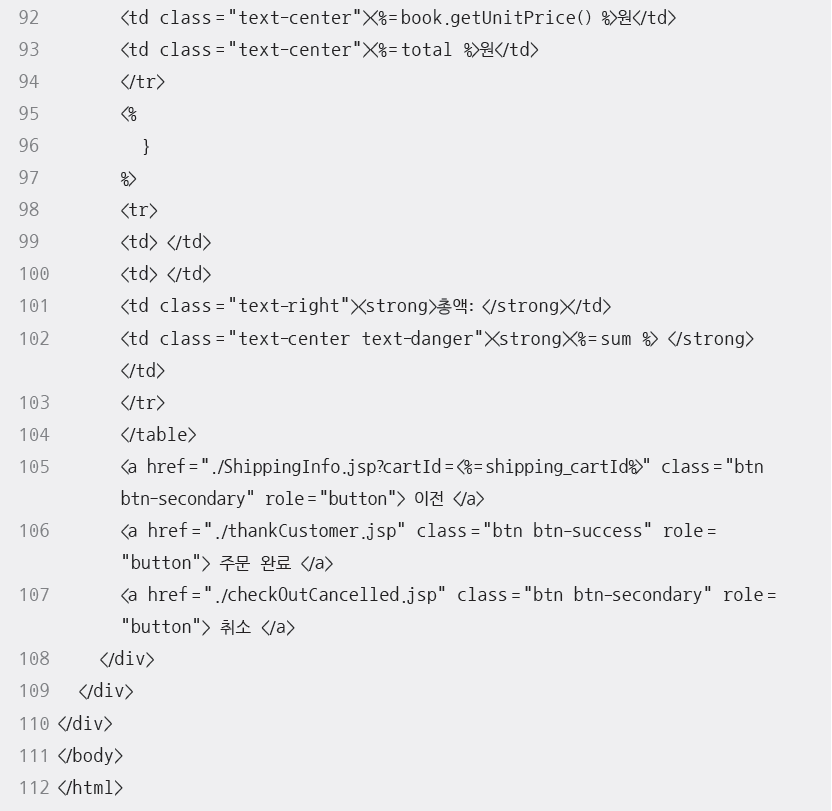 92 <td class="text-center"><%=book.getUnitPrice() %>원</td>
93 <td class="text-center"><%=total %>원</td>
94 </tr>
95 <%
96 }
97 %>
98 <tr>
99 <td> </td>
100 <td> </td>
101 <td class="text-right"><strong>총액: </strong></td>
102 <td class="text-center text-danger"><strong><%=sum %> </strong>
</td>
103 </tr>
104 </table>
105 <a href="./ShippingInfo.jsp?cartId=<%=shipping_cartId%>" class="btn
btn-secondary" role="button"> 이전 </a>
106 <a href="./thankCustomer.jsp" class="btn btn-success" role=
"button"> 주문 완료 </a>
107 <a href="./checkOutCancelled.jsp" class="btn btn-secondary" role=
"button"> 취소 </a>
108 </div>
109 </div>
110 </div>
111 </body>
112 </html>